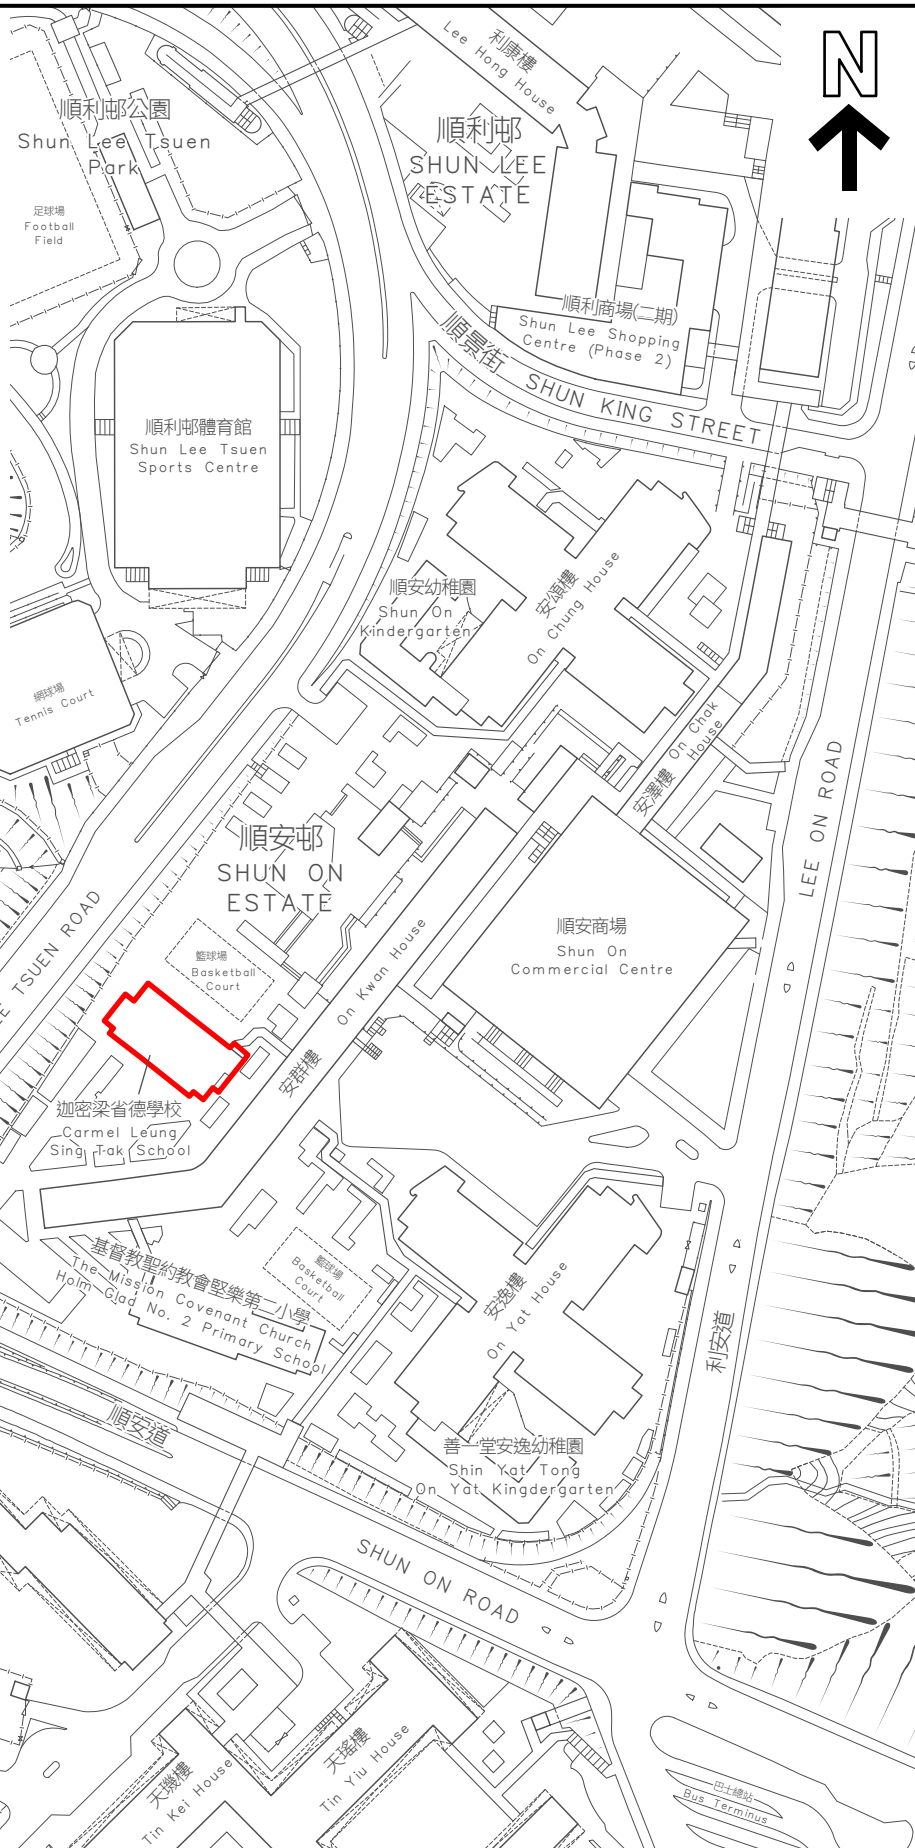 N
利康樓
Lee Hong House
順利邨公園
Shun Lee Tsuen
Park
順利邨
SHUN LEE
ESTATE
足球場
Football
Field
順利商場(二期)
Shun Lee Shopping
Centre (Phase 2)
順景街 SHUN KING STREET
順利邨體育館
Shun Lee Tsuen
Sports Centre
順安幼稚園
Shun On
Kindergarten
安頌樓
On Chung House
網球場
Tennis Court
安澤樓 On Chak
House
LEE ON ROAD
順安邨
SHUN ON
ESTATE
順安商場
Shun On
Commercial Centre
籃球場
Basketball
Court
安群樓 On Kwan House
E TSUEN ROAD
迦密梁省德學校
Carmel Leung
Sing Tak School
基督教聖約教會堅樂第二小學
The Mission Covenant Church
Holm Glad No. 2 Primary School
籃球場
Basketball
Court
安逸樓
On Yat House
利安道
順安道
善一堂安逸幼稚園
Shin Yat Tong
On Yat Kingdergarten
SHUN ON ROAD
天璣樓
Tin Kei House
天瑤樓
Tin Yiu House
巴士總站
Bus Terminus